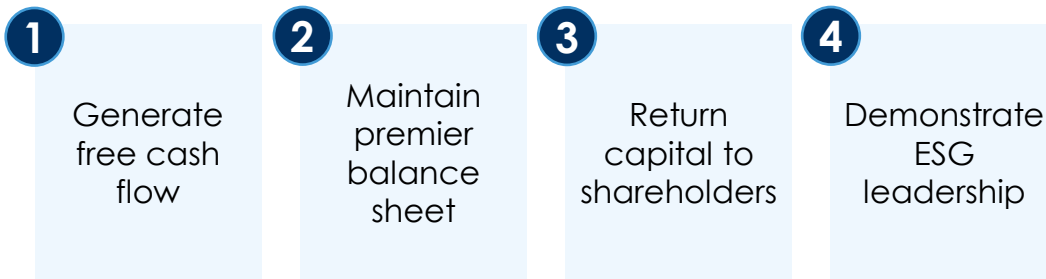 1
Generate
free cash
flow
2
Maintain
premier
balance
sheet
3
Return
capital to
shareholders
4
Demonstrate
ESG
leadership